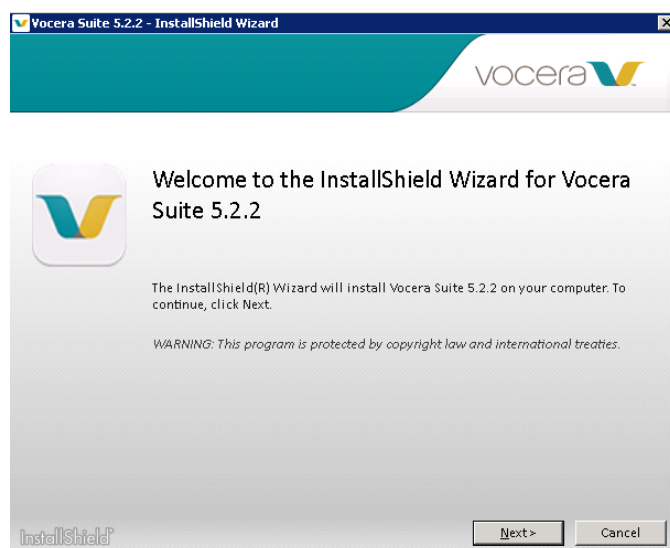 Vocera Suite 5.2.2 - InstallShield Wizard
vocera
Welcome to the InstallShield Wizard for Vocera
Suite 5.2.2
The InstallShield(R) Wizard will install Vocera Suite 5.2.2 on your computer. To
continue, click Next.
WARNING: This program is protected by copyright law and international treaties.
InstallShield
Next >
Cancel